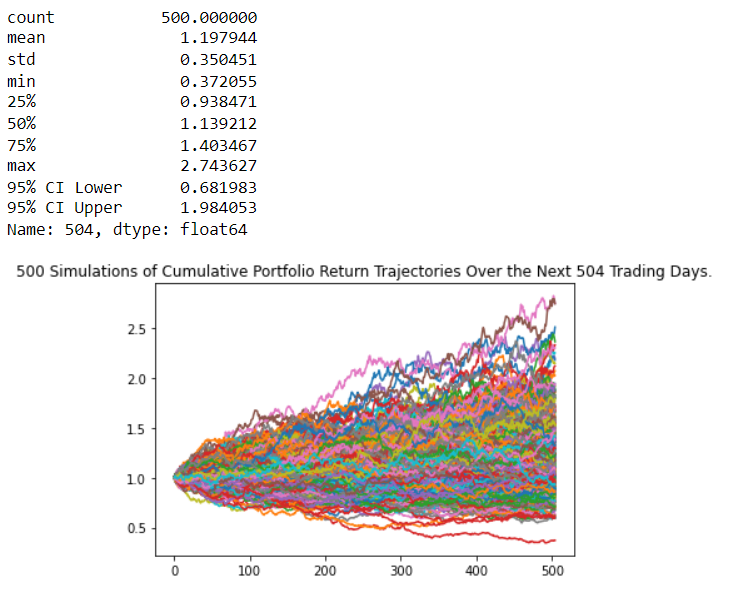 count 500.000000
mean 1.197944
std 0.350451
min 0.372055
25% 0.938471
50% 1.139212
75% 1.403467
max 2.743627
95% CI Lower 0.681983
95% CI Upper 1.984053
Name: 504, dtype: float64
500 Simulations of Cumulative Portfolio Return Trajectories Over the Next 504 Trading Days.
2.5
2.0
1.5
1.0
0.5
0 100 200 300 400 500